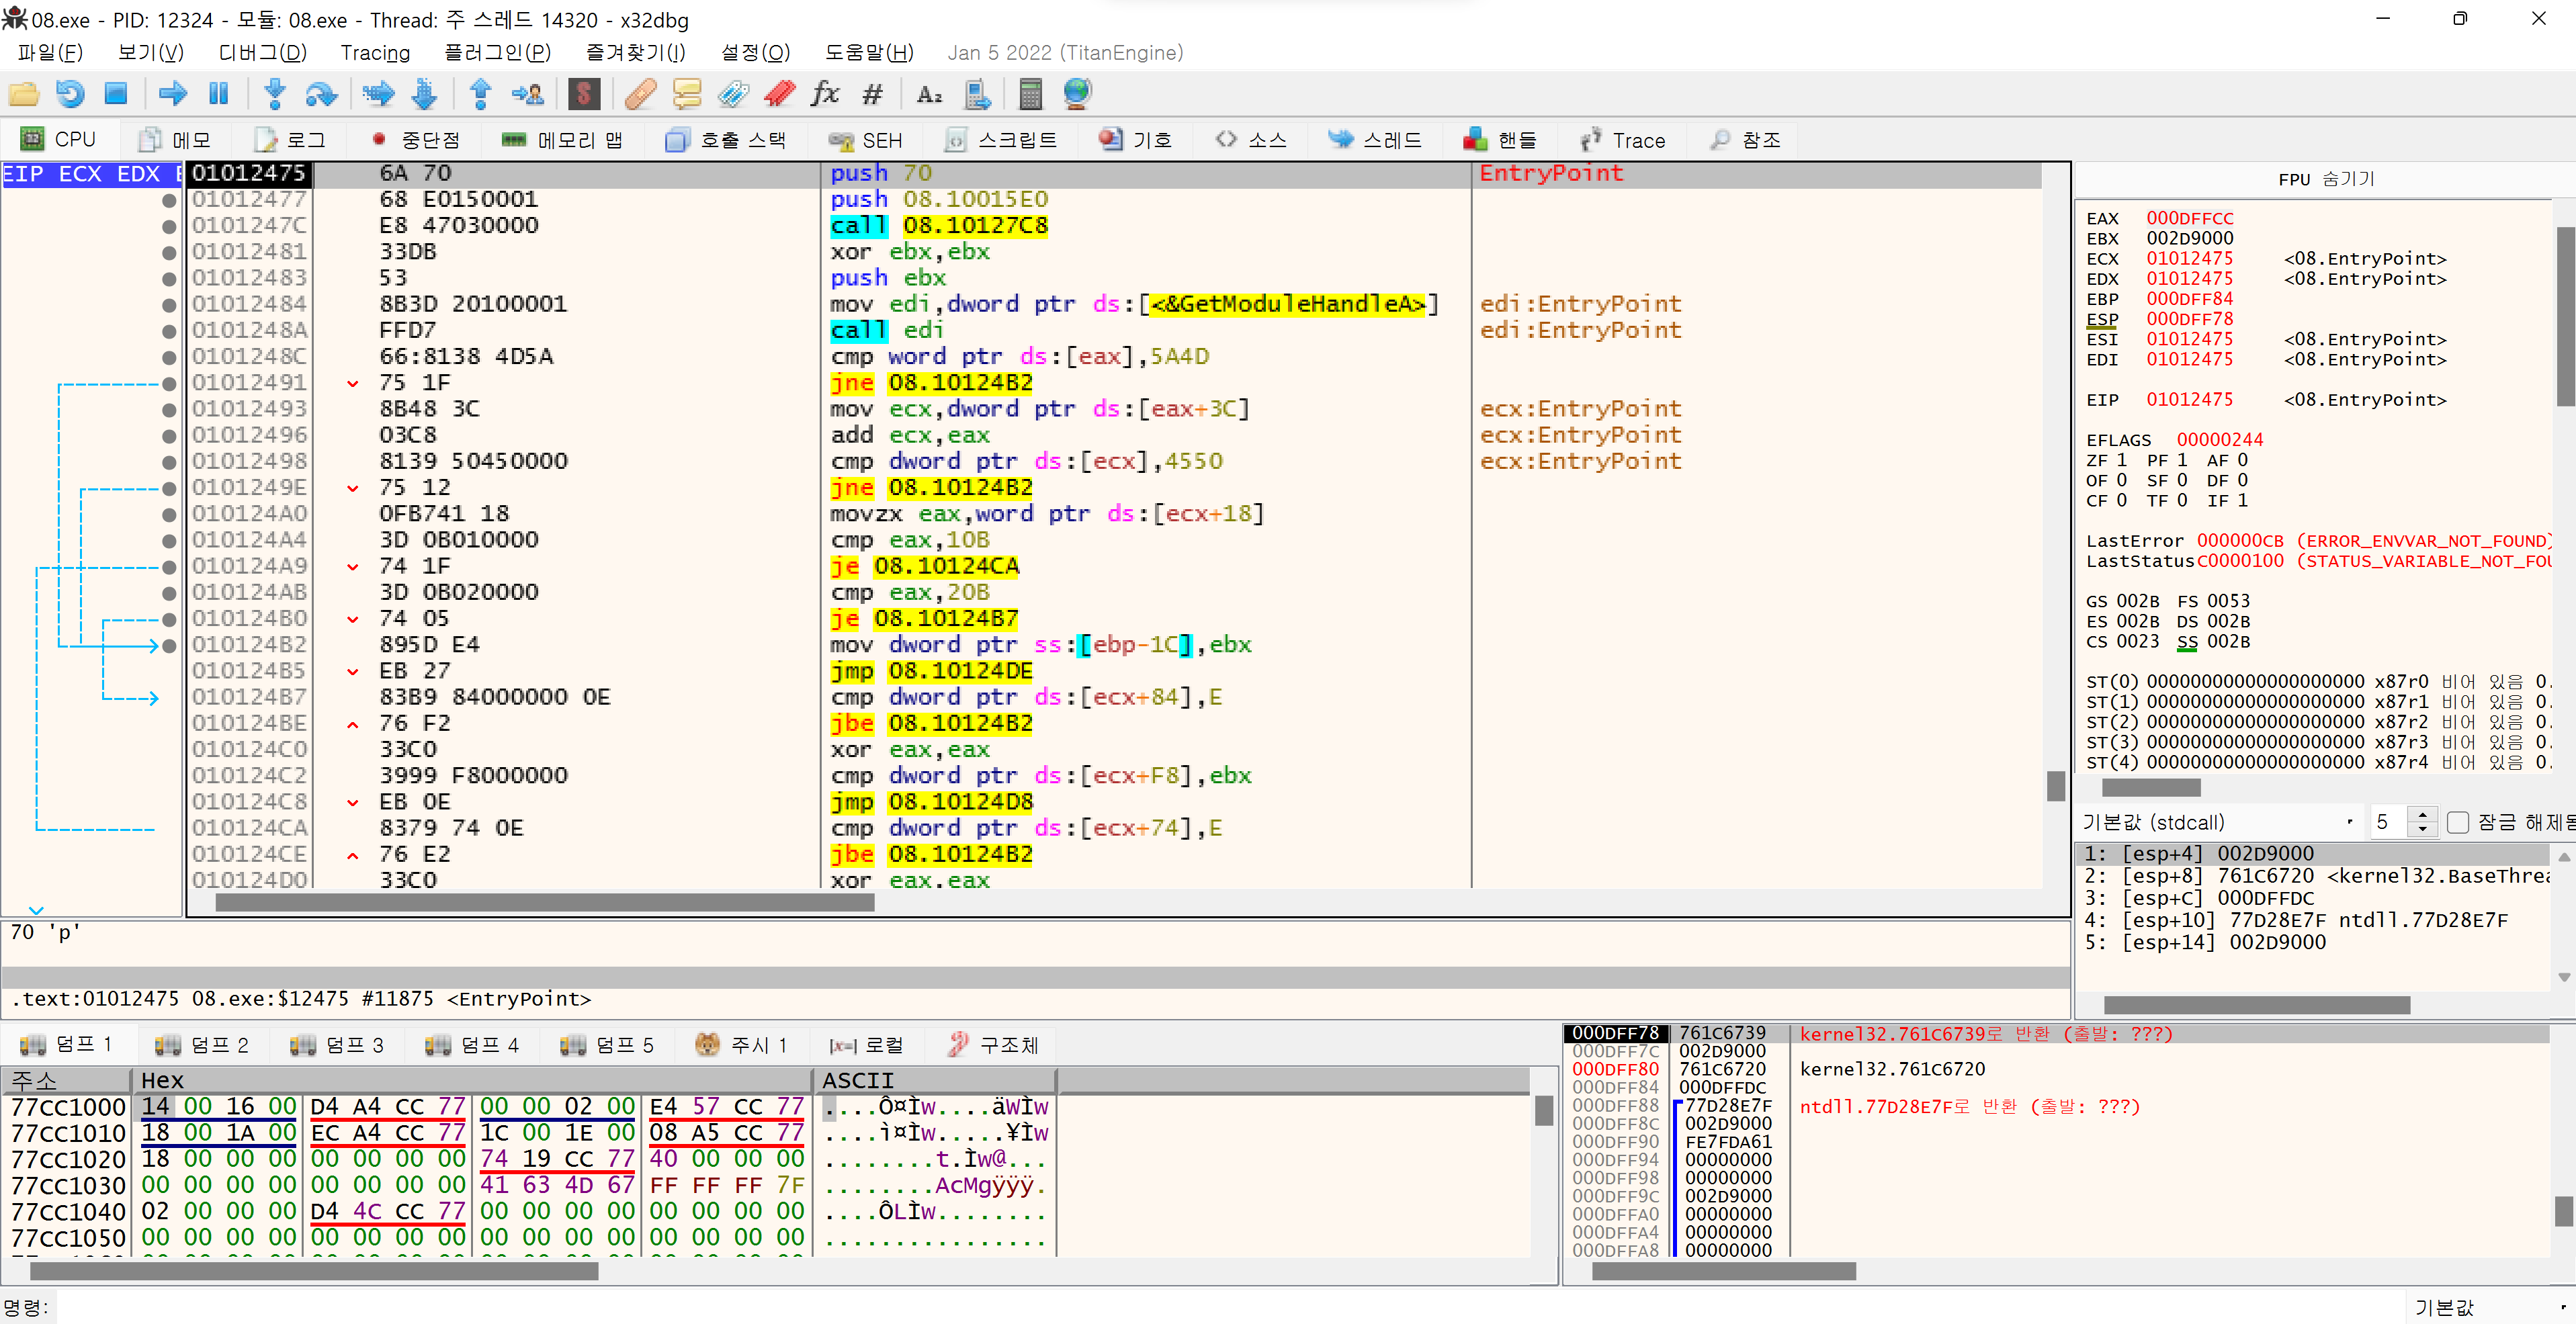 08.exe - PID: 12324 - 모듈: 08.exe - Thread: 주 스레드 14320 - x32dbg
파일(F) 보기(V) 디버그(D) Tracing 플러그인(P) 즐겨찾기(I) 설정(O) 도움말(H) Jan 5 2022 (TitanEngine)
CPU 메모 로그 중단점 메모리 맵 호출 스택 SEH 스크립트 기호 소스 스레드 핸들 Trace 참조
EIP ECX EDX
01012475 6A 70 push 70 EntryPoint
01012477 68 E0150001 push 08.10015E0
0101247C E8 47030000 call 08.10127C8
01012481 33DB xor ebx,ebx
01012483 53 push ebx
01012484 8B3D 20100001 mov edi,dword ptr ds:[<&GetModuleHandleA>] edi:EntryPoint
0101248A FFD7 call edi edi:EntryPoint
0101248C 66:8138 4D5A cmp word ptr ds:[eax],5A4D
01012491 75 1F jne 08.10124B2
01012493 8B48 3C mov ecx,dword ptr ds:[eax+3C] ecx:EntryPoint
01012496 03C8 add ecx,eax ecx:EntryPoint
01012498 8139 50450000 cmp dword ptr ds:[ecx],4550 ecx:EntryPoint
0101249E 75 12 jne 08.10124B2
010124A0 0FB741 18 movzx eax,word ptr ds:[ecx+18]
010124A4 3D 0B010000 cmp eax,10B
010124A9 74 1F je 08.10124CA
010124AB 3D 0B020000 cmp eax,20B
010124B0 74 05 je 08.10124B7
010124B2 895D E4 mov dword ptr ss:[ebp-1C],ebx
010124B5 EB 27 jmp 08.10124DE
010124B7 83B9 84000000 0E cmp dword ptr ds:[ecx+84],E
010124BE 76 F2 jbe 08.10124B2
010124C0 33C0 xor eax,eax
010124C2 3999 F8000000 cmp dword ptr ds:[ecx+F8],ebx
010124C8 EB 0E jmp 08.10124D8
010124CA 8379 74 0E cmp dword ptr ds:[ecx+74],E
010124CE 76 E2 jbe 08.10124B2
010124D0 33C0 xor eax,eax
70 'p'
.text:01012475 08.exe:$12475 #11875 <EntryPoint>
FPU 숨기기
EAX 000DFFCC
EBX 002D9000
ECX 01012475 <08.EntryPoint>
EDX 01012475 <08.EntryPoint>
EBP 000DFF84
ESP 000DFF78
ESI 01012475 <08.EntryPoint>
EDI 01012475 <08.EntryPoint>
EIP 01012475 <08.EntryPoint>
EFLAGS 00000244
ZF 1 PF 1 AF 0
OF 0 SF 0 DF 0
CF 0 TF 0 IF 1
LastError 000000CB (ERROR_ENVVAR_NOT_FOUND)
LastStatus C0000100 (STATUS_VARIABLE_NOT_FOU
GS 002B FS 0053
ES 002B DS 002B
CS 0023 SS 002B
ST(0) 00000000000000000000 x87r0 비어 있음 0.
ST(1) 00000000000000000000 x87r1 비어 있음 0.
ST(2) 00000000000000000000 x87r2 비어 있음 0.
ST(3) 00000000000000000000 x87r3 비어 있음 0.
ST(4) 00000000000000000000 x87r4 비어 있음 0.
기본값 (stdcall) 5 잠금 해제됨
1: [esp+4] 002D9000
2: [esp+8] 761C6720 <kernel32.BaseThrea
3: [esp+C] 000DFFDC
4: [esp+10] 77D28E7F ntdll.77D28E7F
5: [esp+14] 002D9000
덤프 1 덤프 2 덤프 3 덤프 4 덤프 5 주시 1 [x=] 로컬 구조체
주소 Hex ASCII
77CC1000 14 00 16 00 D4 A4 CC 77 00 00 02 00 E4 57 CC 77 ....Ô¤Ìw....äWÌw
77CC1010 18 00 1A 00 EC A4 CC 77 1C 00 1E 00 08 A5 CC 77 ....ì¤Ìw.....¥Ìw
77CC1020 18 00 00 00 00 00 00 00 74 19 CC 77 40 00 00 00 ........t.Ìw@...
77CC1030 00 00 00 00 00 00 00 00 41 63 4D 67 FF FF FF 7F ........AcMgÿÿÿ.
77CC1040 02 00 00 00 D4 4C CC 77 00 00 00 00 00 00 00 00 ....ÔLÌw........
77CC1050 00 00 00 00 00 00 00 00 00 00 00 00 00 00 00 00 ................
000DFF78 761C6739 kernel32.761C6739로 반환 (출발: ???)
000DFF7C 002D9000
000DFF80 761C6720 kernel32.761C6720
000DFF84 000DFFDC
000DFF88 77D28E7F ntdll.77D28E7F로 반환 (출발: ???)
000DFF8C 002D9000
000DFF90 FE7FDA61
000DFF94 00000000
000DFF98 00000000
000DFF9C 002D9000
000DFFA0 00000000
000DFFA4 00000000
000DFFA8 00000000
명령: 기본값